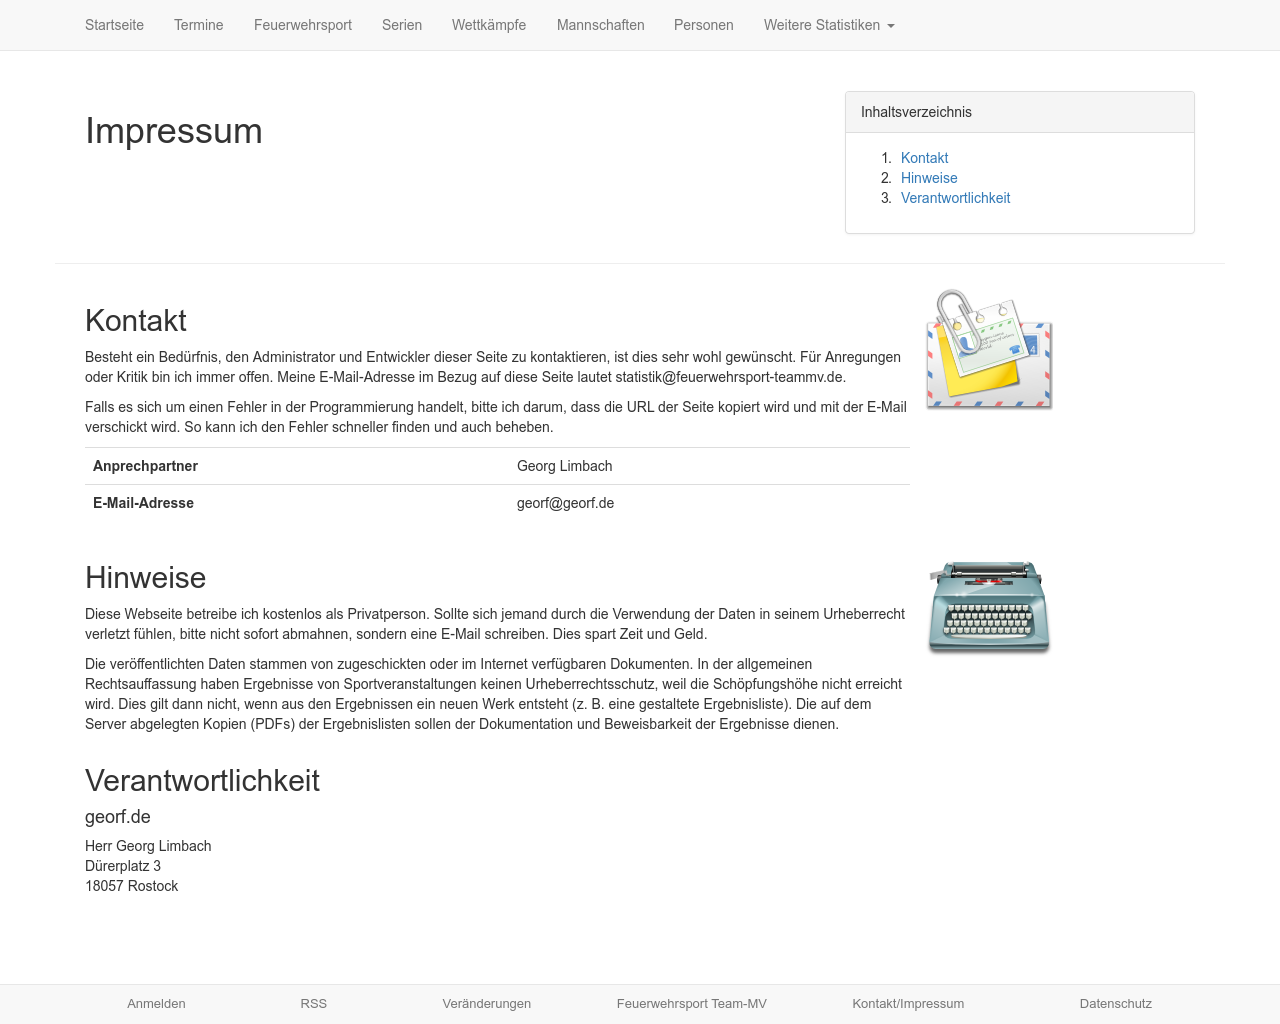 Startseite Termine Feuerwehrsport Serien Wettkämpfe Mannschaften Personen Weitere Statistiken
Impressum
Inhaltsverzeichnis
1. Kontakt
2. Hinweise
3. Verantwortlichkeit
Kontakt
Besteht ein Bedürfnis, den Administrator und Entwickler dieser Seite zu kontaktieren, ist dies sehr wohl gewünscht. Für Anregungen
oder Kritik bin ich immer offen. Meine E-Mail-Adresse im Bezug auf diese Seite lautet statistik@feuerwehrsport-teammv.de.
Falls es sich um einen Fehler in der Programmierung handelt, bitte ich darum, dass die URL der Seite kopiert wird und mit der E-Mail
verschickt wird. So kann ich den Fehler schneller finden und auch beheben.
Anprechpartner Georg Limbach
E-Mail-Adresse georf@georf.de
Hinweise
Diese Webseite betreibe ich kostenlos als Privatperson. Sollte sich jemand durch die Verwendung der Daten in seinem Urheberrecht
verletzt fühlen, bitte nicht sofort abmahnen, sondern eine E-Mail schreiben. Dies spart Zeit und Geld.
Die veröffentlichten Daten stammen von zugeschickten oder im Internet verfügbaren Dokumenten. In der allgemeinen
Rechtsauffassung haben Ergebnisse von Sportveranstaltungen keinen Urheberrechtsschutz, weil die Schöpfungshöhe nicht erreicht
wird. Dies gilt dann nicht, wenn aus den Ergebnissen ein neuen Werk entsteht (z. B. eine gestaltete Ergebnisliste). Die auf dem
Server abgelegten Kopien (PDFs) der Ergebnislisten sollen der Dokumentation und Beweisbarkeit der Ergebnisse dienen.
Verantwortlichkeit
georf.de
Herr Georg Limbach
Dürerplatz 3
18057 Rostock
Anmelden RSS Veränderungen Feuerwehrsport Team-MV Kontakt/Impressum Datenschutz